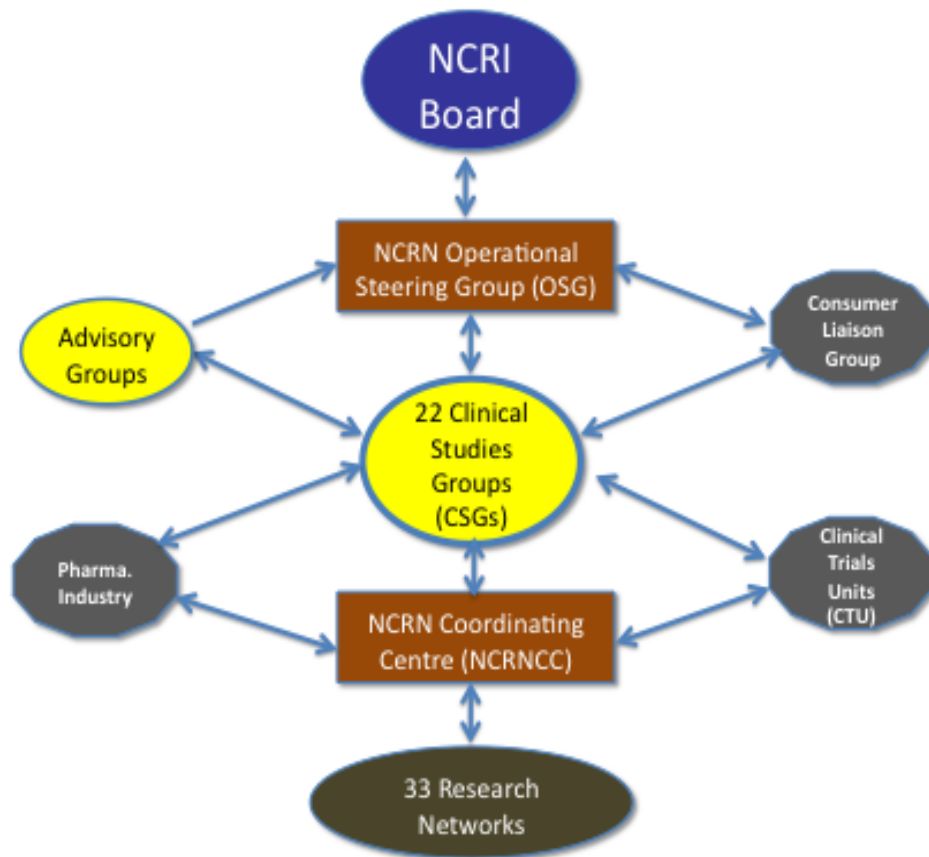 NCRI
Board
NCRN Operational
Steering Group (OSG)
Advisory
Groups
Consumer
Liaison
Group
22 Clinical
Studies
Groups
(CSGs)
Pharma.
Industry
Clinical
Trials
Units
(CTU)
NCRN Coordinating
Centre (NCRNCC)
33 Research
Networks